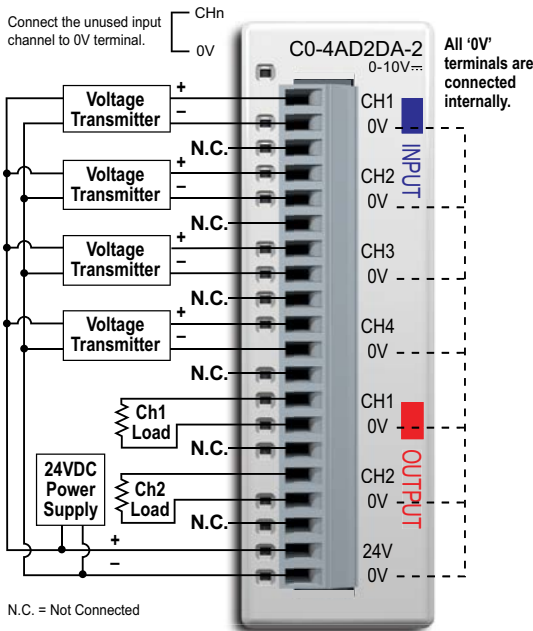 Connect the unused input
channel to 0V terminal.
CHn
0V
C0-4AD2DA-2
0-10V⎓
All ‘0V’
terminals are
connected
internally.
Voltage
Transmitter
+
–
CH1
0V
N.C.
INPUT
Voltage
Transmitter
+
–
CH2
0V
N.C.
Voltage
Transmitter
+
–
CH3
0V
N.C.
Voltage
Transmitter
+
–
CH4
0V
N.C.
Ch1
Load
CH1
0V
N.C.
OUTPUT
24VDC
Power
Supply
Ch2
Load
CH2
0V
N.C.
+
–
24V
0V
N.C. = Not Connected